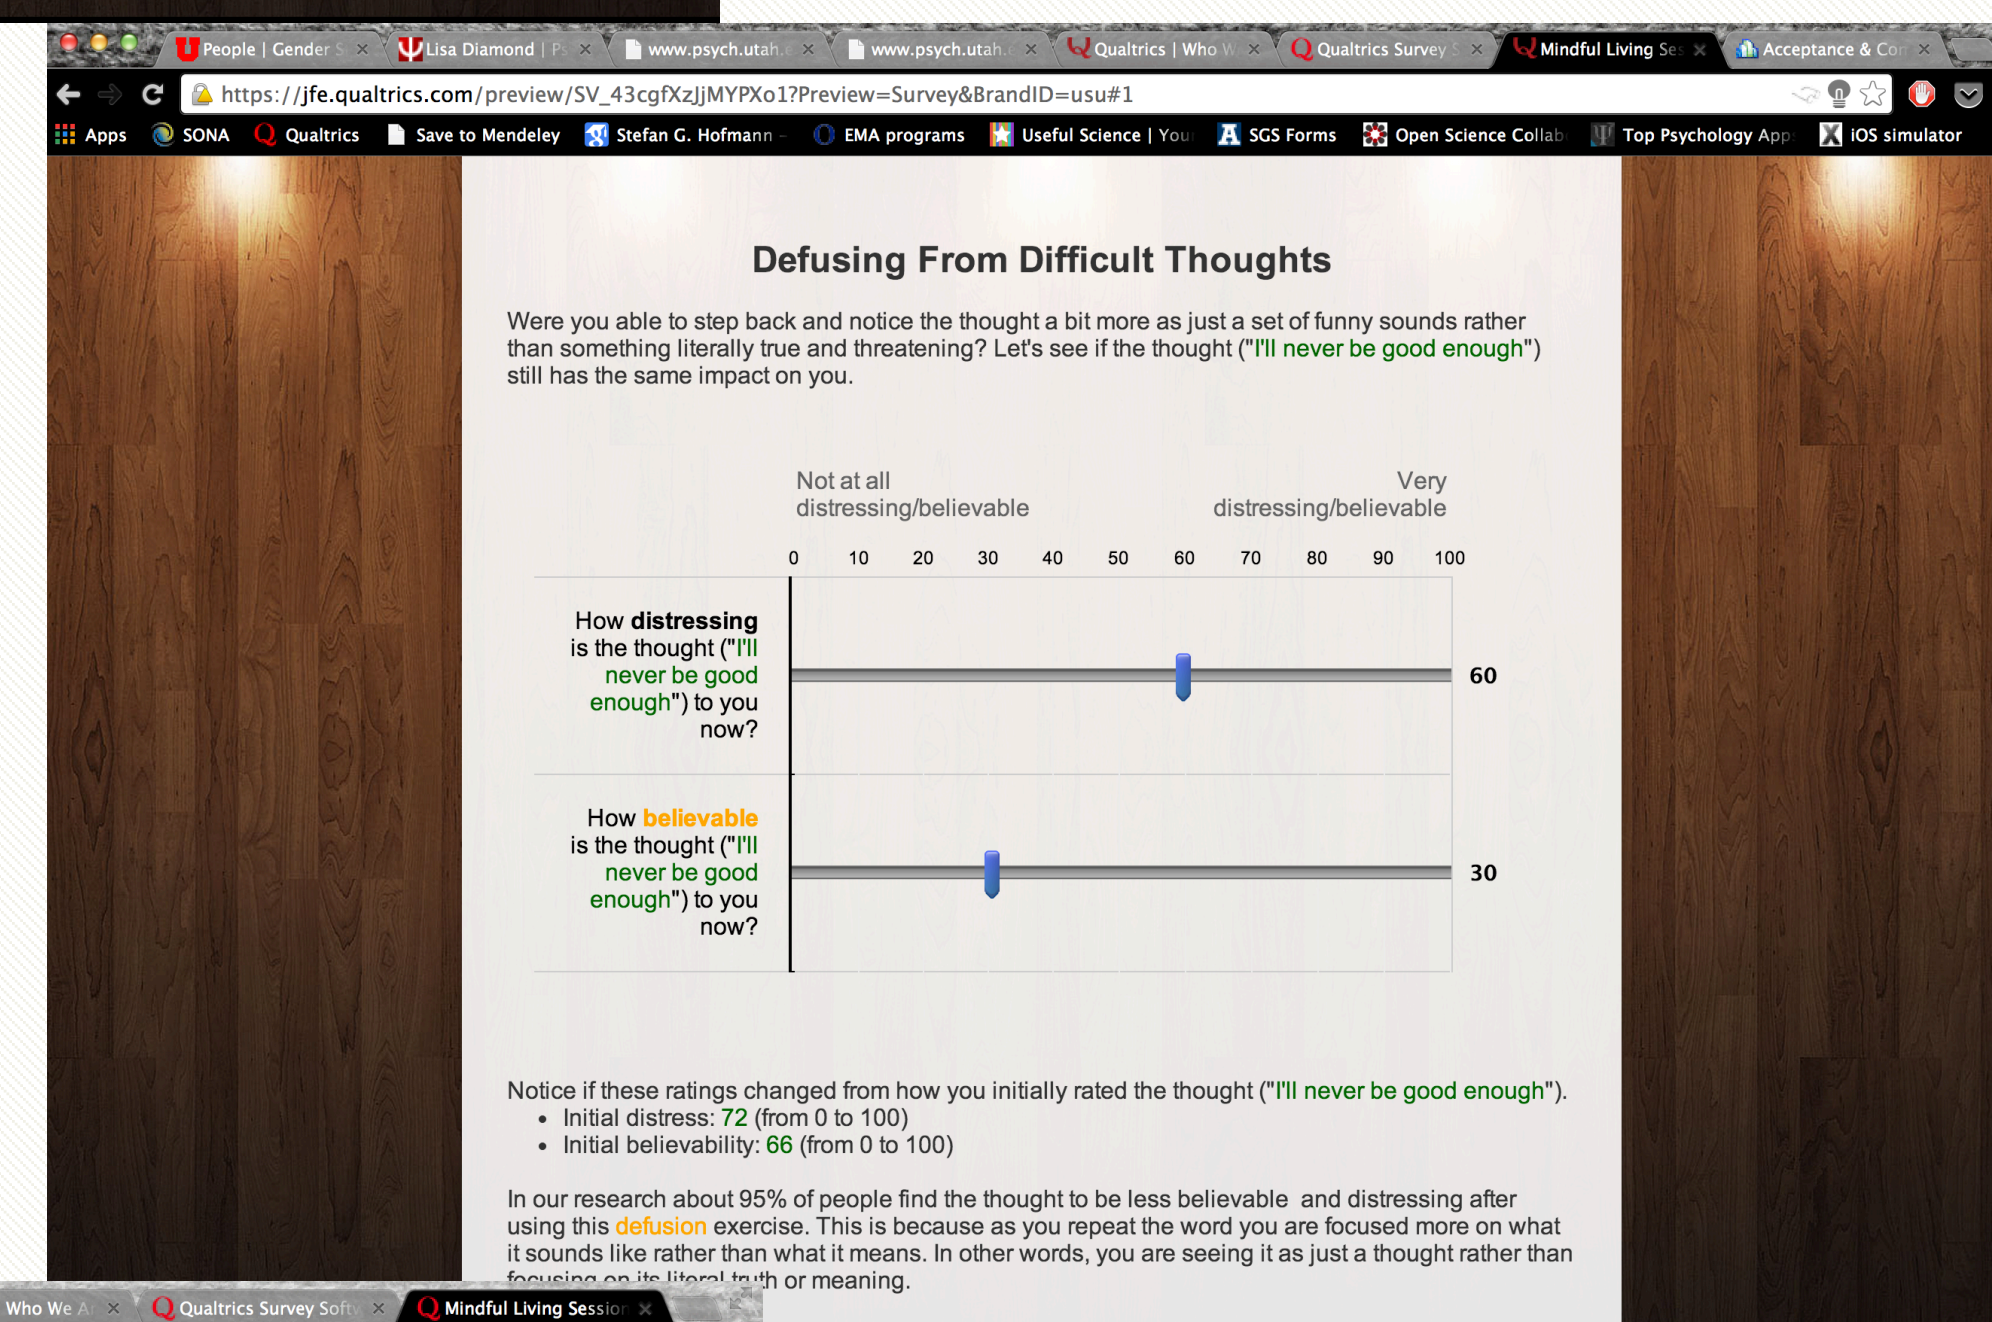 People | Gender S
Lisa Diamond | Ps
www.psych.utah.e
www.psych.utah.e
Qualtrics | Who W
Qualtrics Survey S
Mindful Living Ses
Acceptance & Con
https://jfe.qualtrics.com/preview/SV_43cgfXzJjMYPXo1?Preview=Survey&BrandID=usu#1
Apps SONA Qualtrics Save to Mendeley Stefan G. Hofmann - EMA programs Useful Science | You SGS Forms Open Science Collab Top Psychology App iOS simulator
Defusing From Difficult Thoughts
Were you able to step back and notice the thought a bit more as just a set of funny sounds rather
than something literally true and threatening? Let's see if the thought ("I'll never be good enough")
still has the same impact on you.
Not at all
distressing/believable
Very
distressing/believable
0 10 20 30 40 50 60 70 80 90 100
How distressing
is the thought ("I'll
never be good
enough") to you
now?
60
How believable
is the thought ("I'll
never be good
enough") to you
now?
30
Notice if these ratings changed from how you initially rated the thought ("I'll never be good enough").
• Initial distress: 72 (from 0 to 100)
• Initial believability: 66 (from 0 to 100)
In our research about 95% of people find the thought to be less believable and distressing after
using this defusion exercise. This is because as you repeat the word you are focused more on what
it sounds like rather than what it means. In other words, you are seeing it as just a thought rather than
focusing on its literal truth or meaning.
Who We Ar
Qualtrics Survey Softw
Mindful Living Session